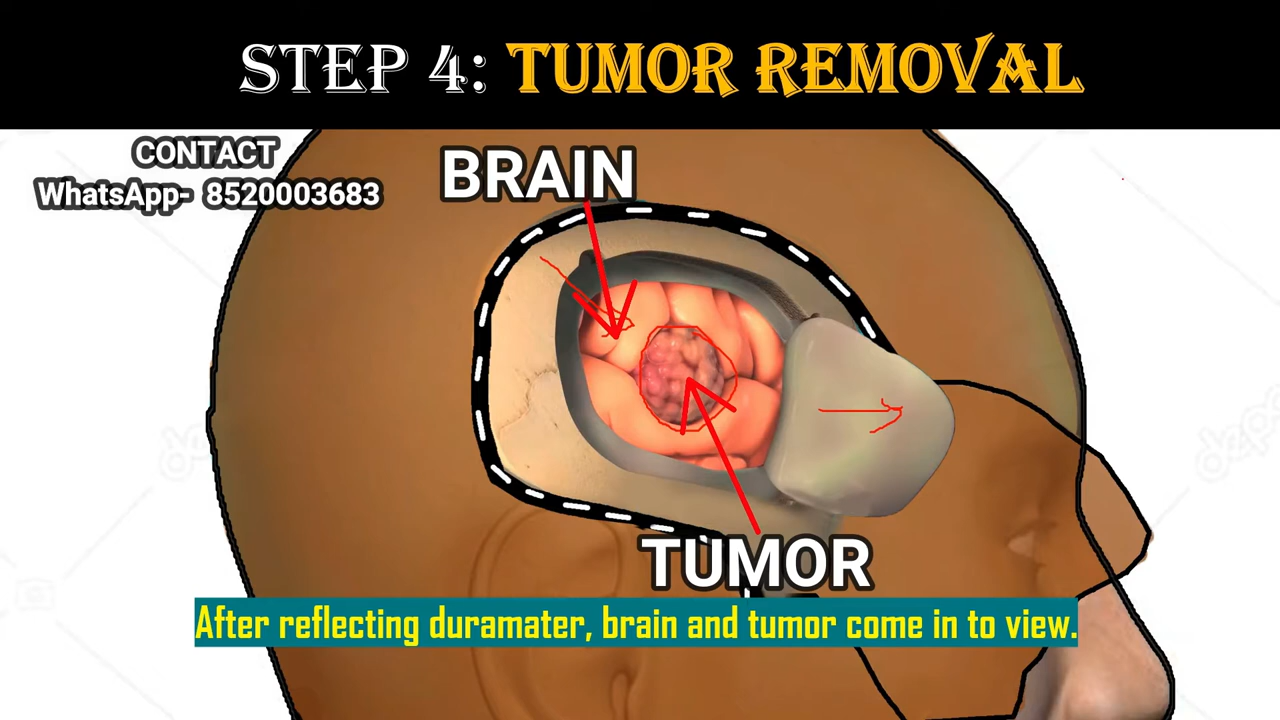 STEP 4: TUMOR REMOVAL
CONTACT
WhatsApp- 8520003683
BRAIN
TUMOR
After reflecting duramater, brain and tumor come in to view.